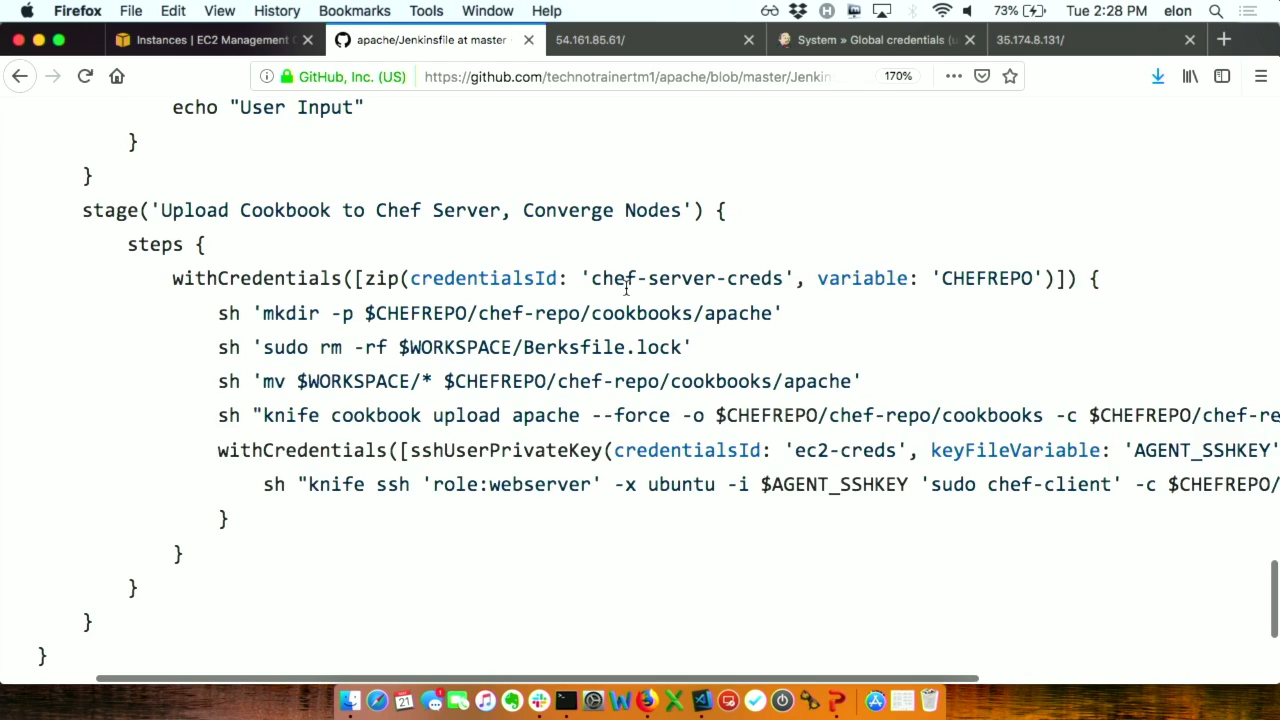 Firefox File Edit View History Bookmarks Tools Window Help 73% Tue 2:28 PM elon
Instances | EC2 Management C apache/Jenkinsfile at master 54.161.85.61/ System » Global credentials (u 35.174.8.131/
GitHub, Inc. (US) https://github.com/technotrainertm1/apache/blob/master/Jenkin 170%
echo "User Input"
}
}
stage('Upload Cookbook to Chef Server, Converge Nodes') {
steps {
withCredentials([zip(credentialsId: 'chef-server-creds', variable: 'CHEFREPO')]) {
sh 'mkdir -p $CHEFREPO/chef-repo/cookbooks/apache'
sh 'sudo rm -rf $WORKSPACE/Berksfile.lock'
sh 'mv $WORKSPACE/* $CHEFREPO/chef-repo/cookbooks/apache'
sh "knife cookbook upload apache --force -o $CHEFREPO/chef-repo/cookbooks -c $CHEFREPO/chef-re
withCredentials([sshUserPrivateKey(credentialsId: 'ec2-creds', keyFileVariable: 'AGENT_SSHKEY'
sh "knife ssh 'role:webserver' -x ubuntu -i $AGENT_SSHKEY 'sudo chef-client' -c $CHEFREPO/
}
}
}
}
}